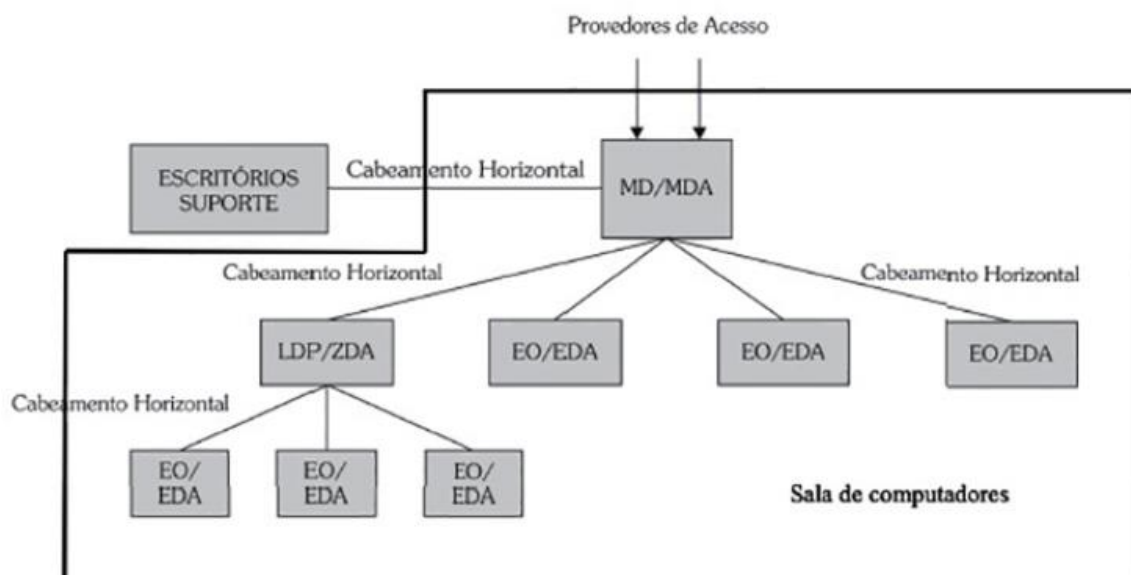 Provedores de Acesso
ESCRITÓRIOS
SUPORTE
Cabeamento Horizontal
MD/MDA
Cabeamento Horizontal
Cabeamento Horizontal
LDP/ZDA
EO/EDA
EO/EDA
EO/EDA
Cabeamento Horizontal
EO/
EDA
EO/
EDA
EO/
EDA
Sala de computadores